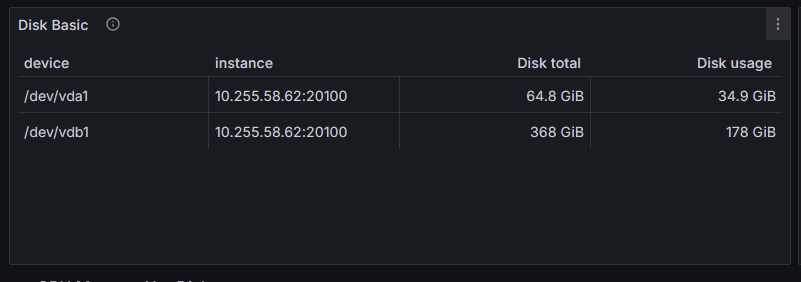 Disk Basic
device instance Disk total Disk usage
/dev/vda1 10.255.58.62:20100 64.8 GiB 34.9 GiB
/dev/vdb1 10.255.58.62:20100 368 GiB 178 GiB